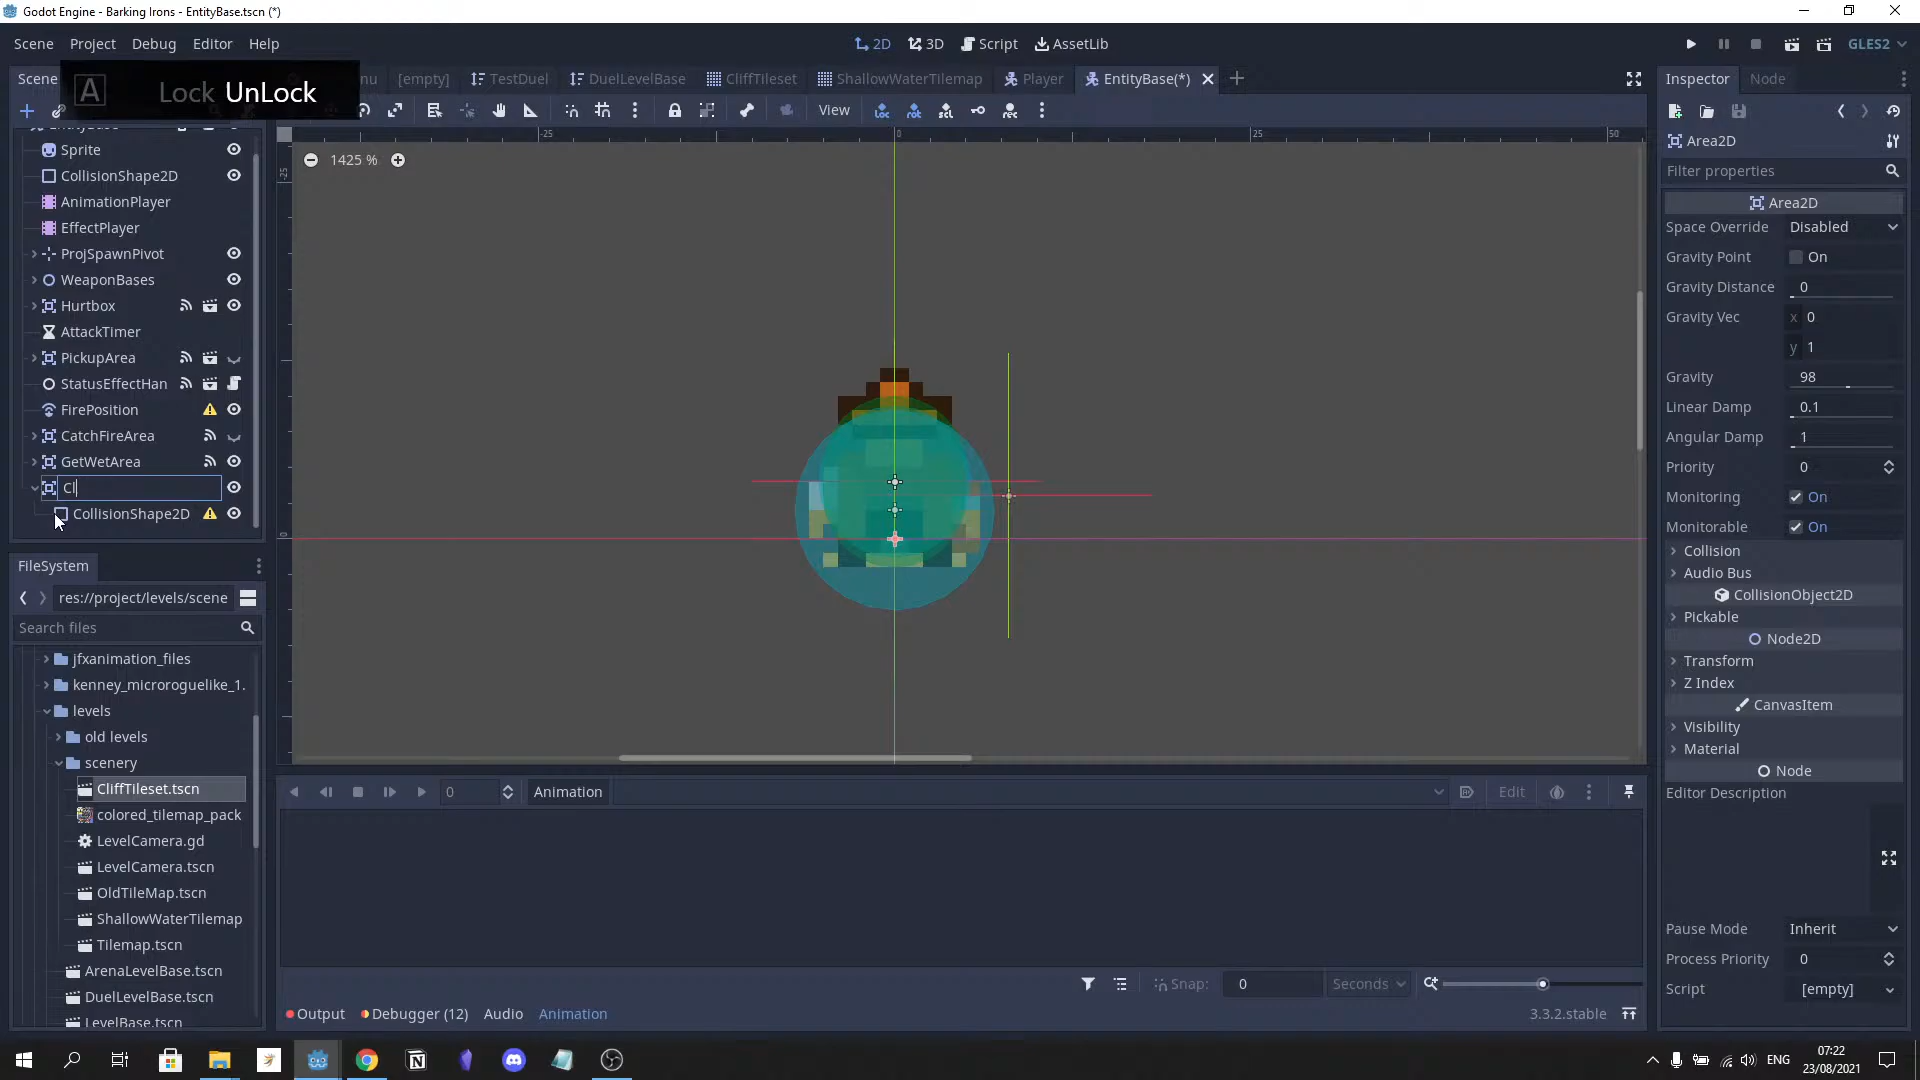 Godot Engine - Barking Irons - EntityBase.tscn (*)
Scene Project Debug Editor Help
2D 3D Script AssetLib
GLES2
Scene
A Lock UnLock
[empty] TestDuel DuelLevelBase CliffTileset ShallowWaterTilemap Player EntityBase(*)
Inspector Node
View
Area2D
1425 %
-25 0 25 50
-25
0
Sprite
CollisionShape2D
AnimationPlayer
EffectPlayer
ProjSpawnPivot
WeaponBases
Hurtbox
AttackTImer
PickupArea
StatusEffectHan
FirePosition
CatchFireArea
GetWetArea
Cl
CollisionShape2D
Filter properties
Area2D
Space Override Disabled
Gravity Point On
Gravity Distance 0
Gravity Vec x 0
y 1
Gravity 98
Linear Damp 0.1
Angular Damp 1
Priority 0
Monitoring On
Monitorable On
Collision
Audio Bus
CollisionObject2D
Pickable
Node2D
Transform
Z Index
CanvasItem
Visibility
Material
Node
Editor Description
Pause Mode Inherit
Process Priority 0
Script [empty]
FileSystem
res://project/levels/scene
Search files
jfxanimation_files
kenney_microroguelike_1.
levels
old levels
scenery
CliffTileset.tscn
colored_tilemap_pack
LevelCamera.gd
LevelCamera.tscn
OldTileMap.tscn
ShallowWaterTilemap
Tilemap.tscn
ArenaLevelBase.tscn
DuelLevelBase.tscn
LevelBase.tscn
0 Animation Edit
Snap: 0 Seconds
Output Debugger (12) Audio Animation 3.3.2.stable
ENG
07:22
23/08/2021